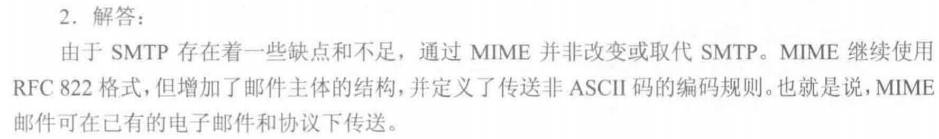 2. 解答：
由于 SMTP 存在着一些缺点和不足，通过 MIME 并非改变或取代 SMTP。MIME 继续使用
RFC 822 格式，但增加了邮件主体的结构，并定义了传送非 ASCII 码的编码规则。也就是说，MIME
邮件可在已有的电子邮件和协议下传送。